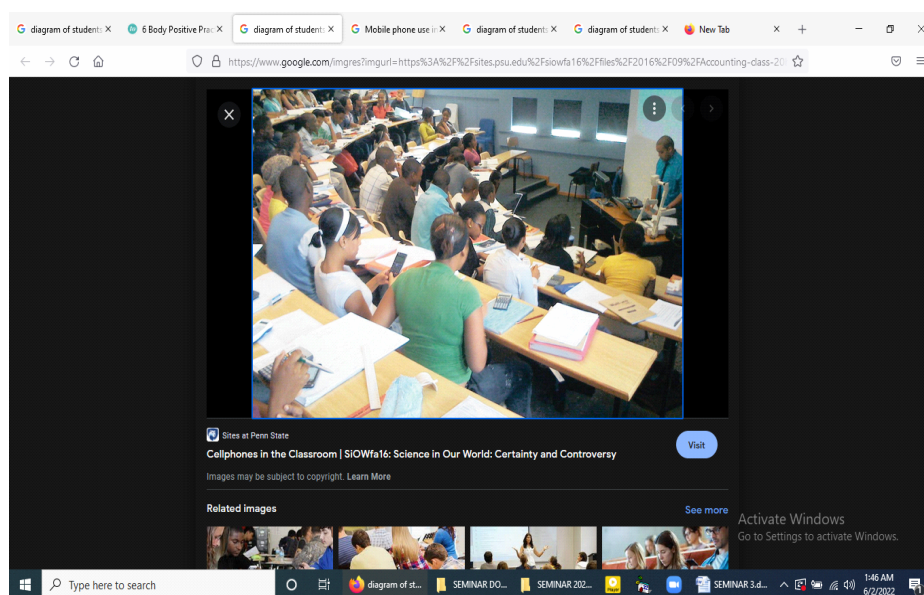 diagram of students
6 Body Positive Prac
diagram of students
Mobile phone use in
diagram of students
diagram of students
New Tab
https://www.google.com/imgres?imgurl=https%3A%2F%2Fsites.psu.edu%2Fsiowfa16%2Ffiles%2F2016%2F09%2FAccounting-class-20
Sites at Penn State
Cellphones in the Classroom | SiOWfa16: Science in Our World: Certainty and Controversy
Visit
Images may be subject to copyright. Learn More
Related images
See more
Activate Windows
Go to Settings to activate Windows.
Type here to search
diagram of st...
SEMINAR DO...
SEMINAR 202...
SEMINAR 3.d...
1:46 AM
6/2/2022